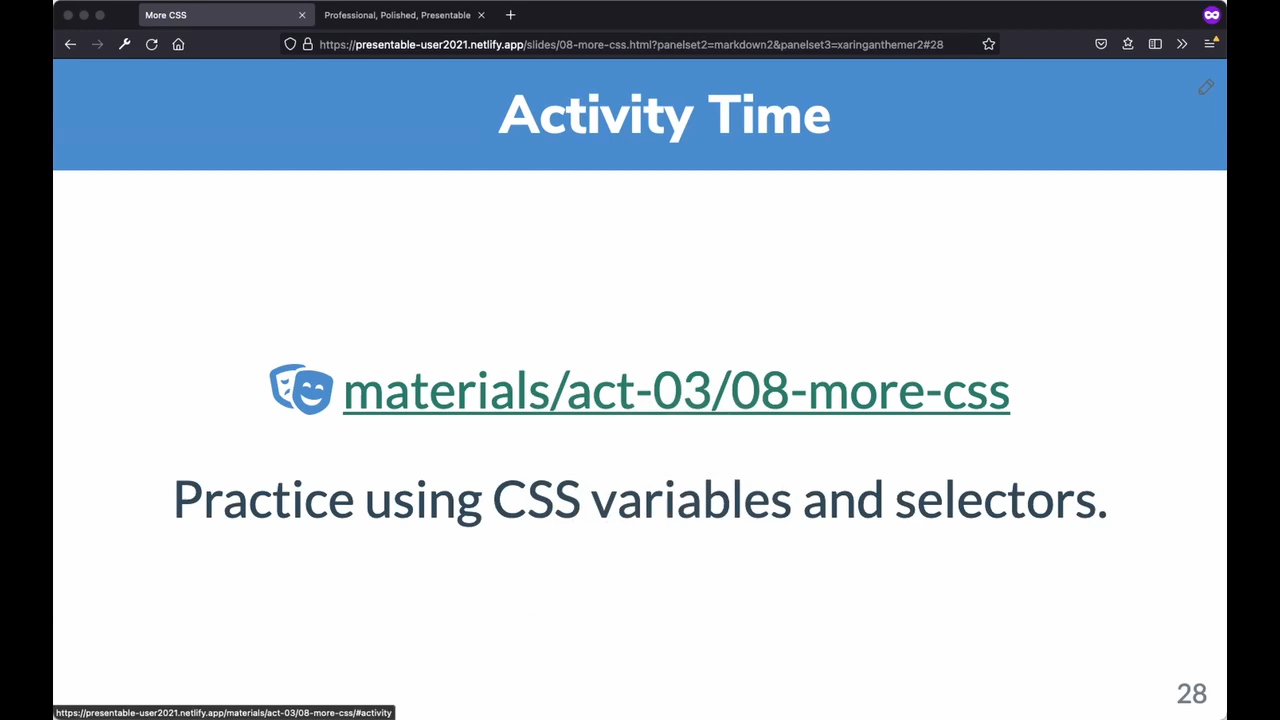 More CSS
Professional, Polished, Presentable
https://presentable-user2021.netlify.app/slides/08-more-css.html?panelset2=markdown2&panelset3=xaringanthemer2#28
Activity Time
materials/act-03/08-more-css
Practice using CSS variables and selectors.
28
https://presentable-user2021.netlify.app/materials/act-03/08-more-css/#activity